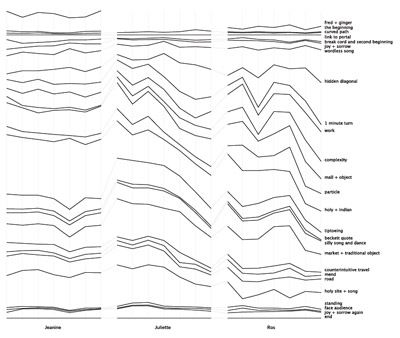 fred + ginger
the beginning
curved path
link to portal
break cord and second beginning
joy + sorrow
wordless song
hidden diagonal
1 minute turn
work
complexity
mall + object
particle
holy + indian
tiptoeing
beckett quote
silly song and dance
market + traditional object
counterintuitive travel
mend
road
holy site + song
standing
face audience
joy + sorrow again
end
Jeanine
Juliette
Ros